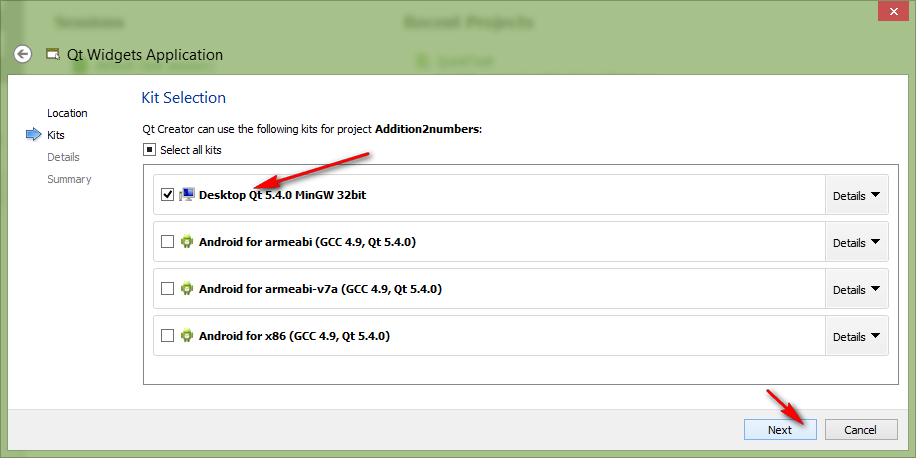 Sessions
Recent Projects
Qt Widgets Application
Location
Kits
Details
Summary
Kit Selection
Qt Creator can use the following kits for project Addition2numbers:
Select all kits
Desktop Qt 5.4.0 MinGW 32bit
Details
Android for armeabi (GCC 4.9, Qt 5.4.0)
Details
Android for armeabi-v7a (GCC 4.9, Qt 5.4.0)
Details
Android for x86 (GCC 4.9, Qt 5.4.0)
Details
Next
Cancel